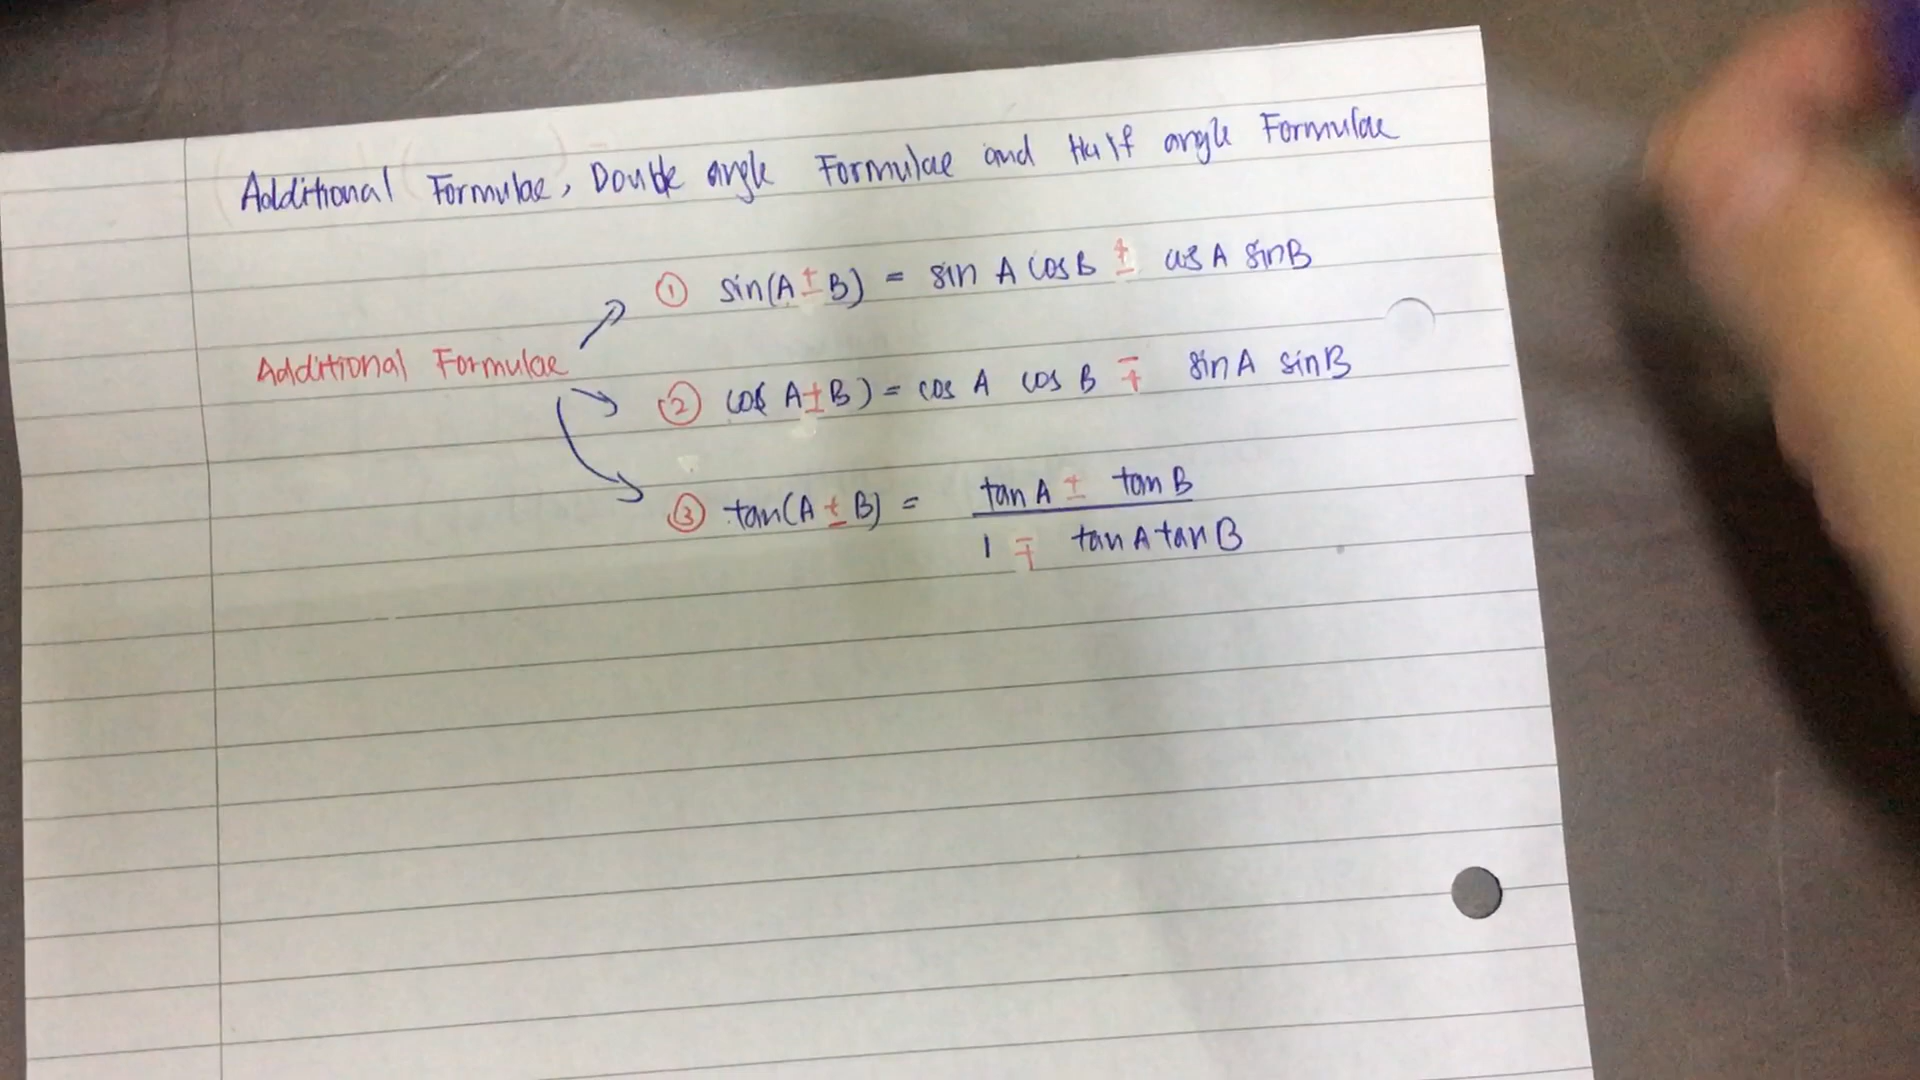 Additional Formulae, Double angle Formulae and Half angle Formulae
① sin(A ± B) = sin A cos B ± cos A sin B
Additional Formulae
② cos(A ± B) = cos A cos B ∓ sin A sin B
③ tan(A ± B) = tan A ± tan B
1 ∓ tan A tan B